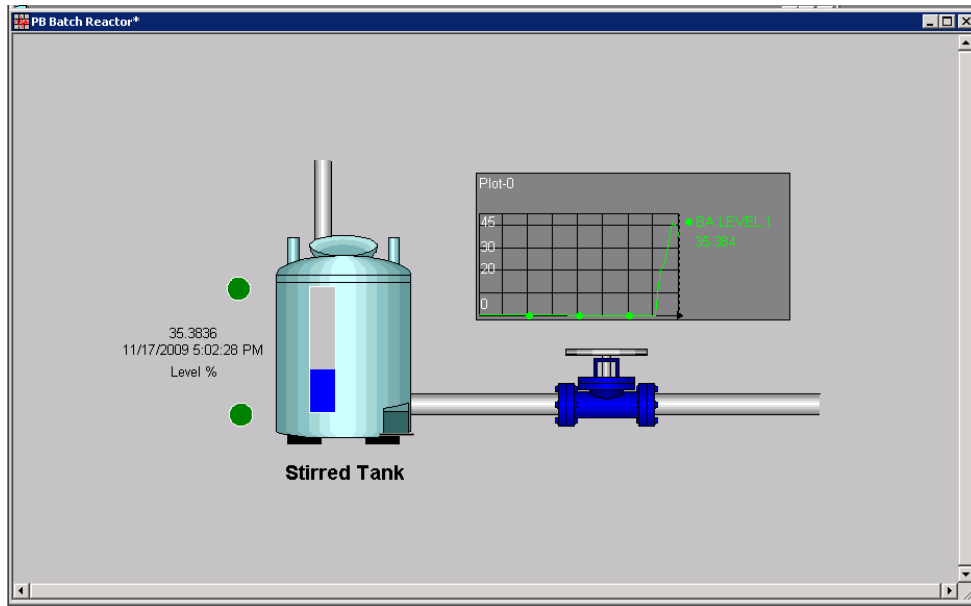 PB Batch Reactor*
Plot-0
45
30
20
0
BA:LEVEL.1
35.384
35.3836
11/17/2009 5:02:28 PM
Level %
Stirred Tank